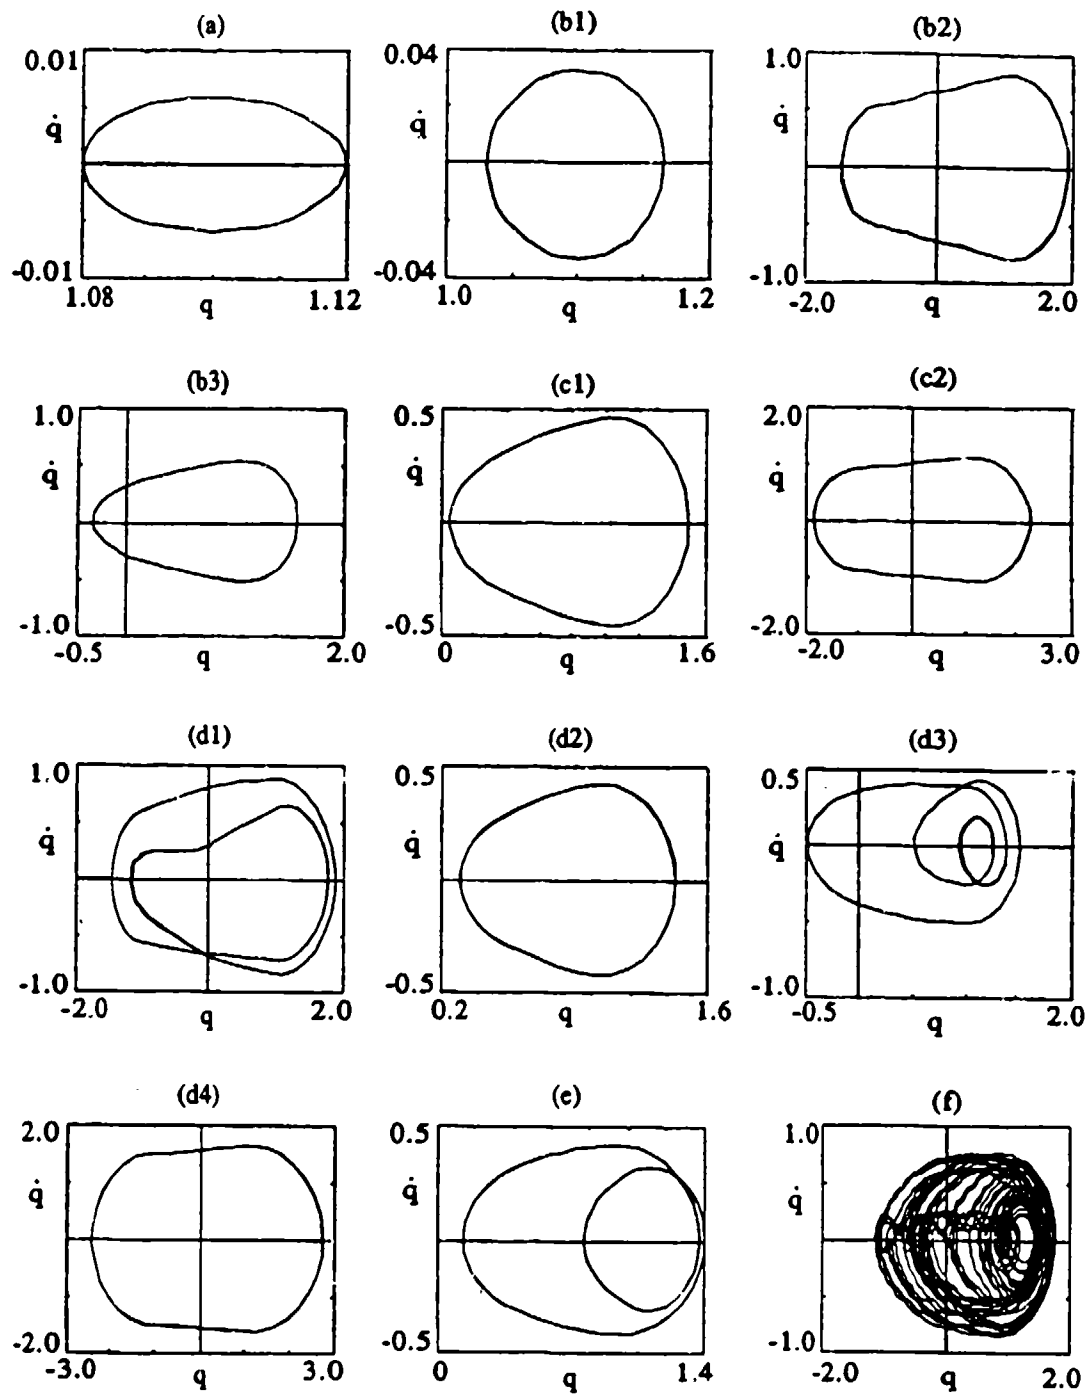 (a) (b1) (b2)
0.01 0.04 1.0
q̇ q̇ q̇
-0.01 -0.04 -1.0
1.08 q 1.12 1.0 q 1.2 -2.0 q 2.0
(b3) (c1) (c2)
1.0 0.5 2.0
q̇ q̇ q̇
-1.0 -0.5 -2.0
-0.5 q 2.0 0 q 1.6 -2.0 q 3.0
(d1) (d2) (d3)
1.0 0.5 0.5
q̇ q̇ q̇
-1.0 -0.5 -1.0
-2.0 q 2.0 0.2 q 1.6 -0.5 q 2.0
(d4) (e) (f)
2.0 0.5 1.0
q̇ q̇ q̇
-2.0 -0.5 -1.0
-3.0 q 3.0 0 q 1.4 -2.0 q 2.0